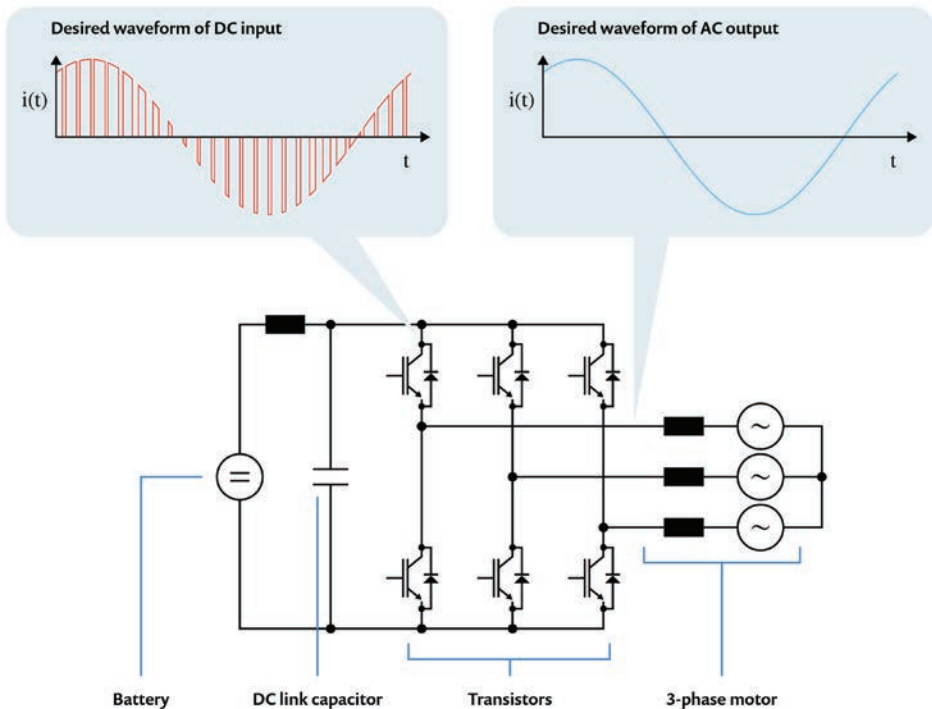 Desired waveform of DC input
i(t)
t
Desired waveform of AC output
i(t)
t
=
~
~
~
Battery
DC link capacitor
Transistors
3-phase motor